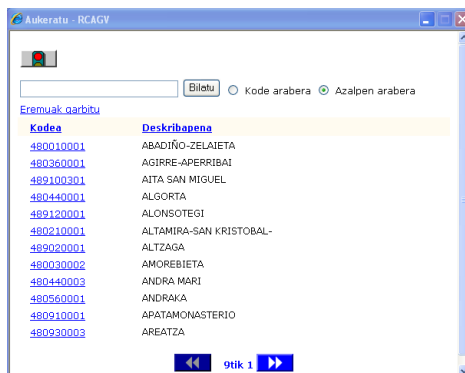 Aukeratu - RCAGV
Bilatu Kode arabera Azalpen arabera
Eremuak garbitu
Kodea Deskribapena
480010001 ABADIÑO-ZELAIETA
480360001 AGIRRE-APERRIBAI
489100301 AITA SAN MIGUEL
480440001 ALGORTA
489120001 ALONSOTEGI
480210001 ALTAMIRA-SAN KRISTOBAL-
489020001 ALTZAGA
480030002 AMOREBIETA
480440003 ANDRA MARI
480560001 ANDRAKA
480910001 APATAMONASTERIO
480930003 AREATZA
9tik 1